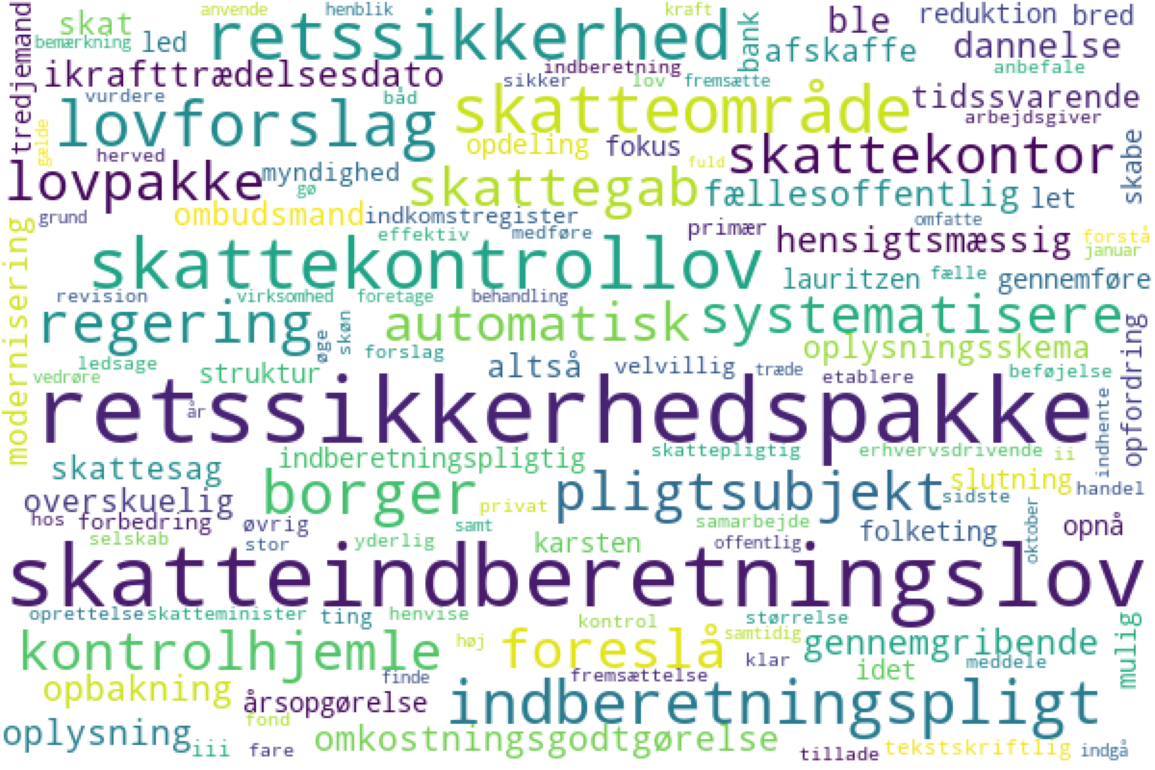 anvende henblik kraft
skat retssikkerhed bank ble reduktion bred
bemærkning led afskaffe dannelse
tredjemand ikrafttrædelsesdato indberetning anbefale
sikker lov fremsætte
vurdere båd skatteområde tidssvarende
lovforslag arbejdsgiver
gælde herved opdeling fokus skattekontor skabe
lovpakke myndighed fuld
gø skattegab fællesoffentlig let
grund ombudsmand indkomstregister omfatte
modernisering effektiv medføre primær hensigtsmæssig forstå
januar
skattekontrollov lauritzen fælle gennemføre
revision virksomhed foretage behandling
regering øge skøn automatisk systematisere opfordring
ledsage forslag oplysningsskema
vedrøre struktur altså velvillig træde etablere beføjelse
retssikkerhedspakke
år indhente
skattesag indberetningspligtig skattepligtig erhvervsdrivende ii
overskuelig borger privat pligtsubjekt sidste slutning handel
hos forbedring øvrig samt samarbejde folketing oktober opnå
selskab stor yderlig karsten offentlig
skatteindberetningslov
oprettelse skatteminister ting henvise kontrol størrelse
kontrolhjemle høj foreslå samtidig gennemgribende mulig
klar idet meddele
opbakning finde fremsættelse
årsopgørelse indberetningspligt
oplysning fond
iii fare omkostningsgodtgørelse tillade tekstskriftlig indgå